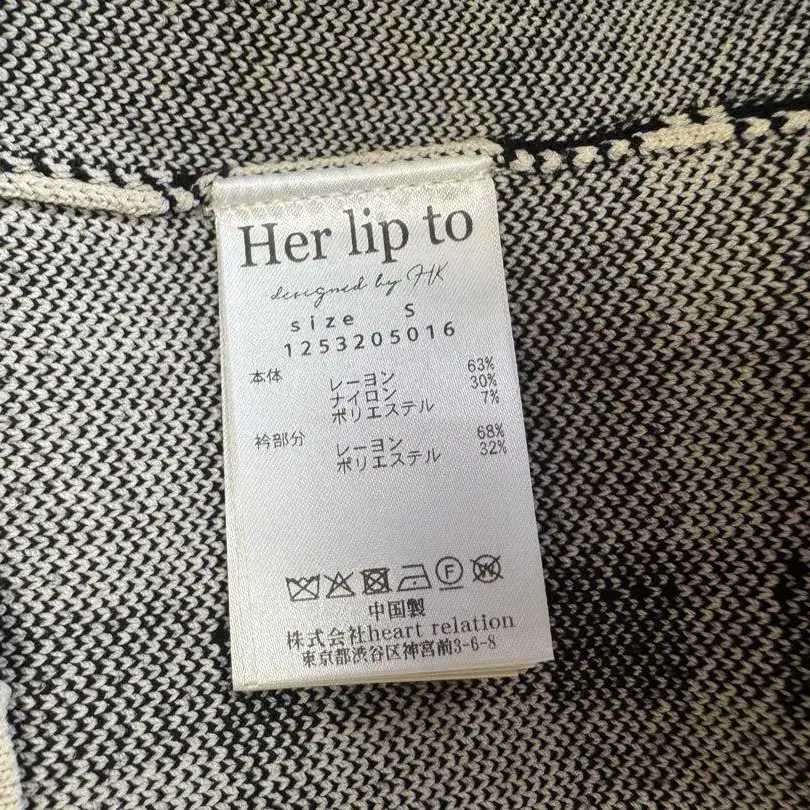 Her lip to
designed by HK
size S
1253205016
本体 レーヨン 63%
ナイロン 30%
ポリエステル 7%
衿部分 レーヨン 68%
ポリエステル 32%
F W
中国製
株式会社heart relation
東京都渋谷区神宮前3-6-8